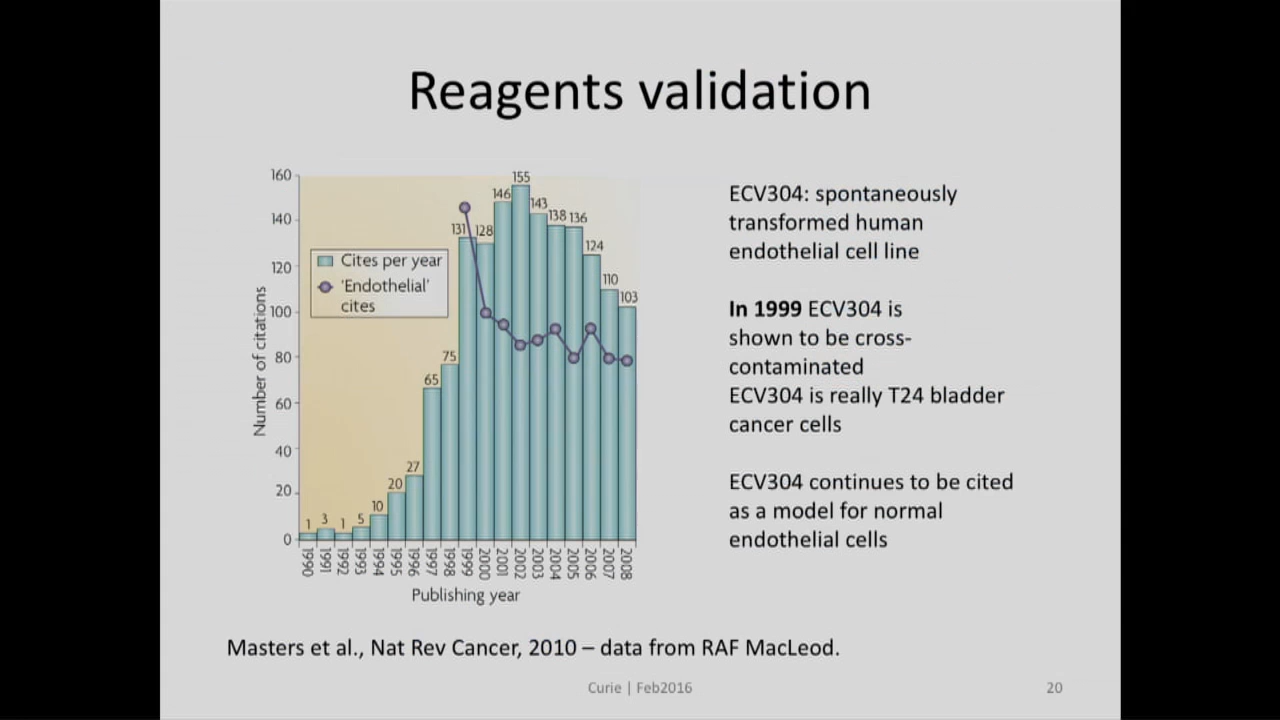 Reagents validation
160
140
120
100
80
60
40
20
0
Number of citations
Cites per year
'Endothelial'
cites
1
3
1
5
10
20
27
65
75
131
128
146
155
143
138
136
124
110
103
1990
1991
1992
1993
1994
1995
1996
1997
1998
1999
2000
2001
2002
2003
2004
2005
2006
2007
2008
Publishing year
ECV304: spontaneously
transformed human
endothelial cell line
In 1999 ECV304 is
shown to be cross-
contaminated
ECV304 is really T24 bladder
cancer cells
ECV304 continues to be cited
as a model for normal
endothelial cells
Masters et al., Nat Rev Cancer, 2010 – data from RAF MacLeod.
Curie | Feb2016
20